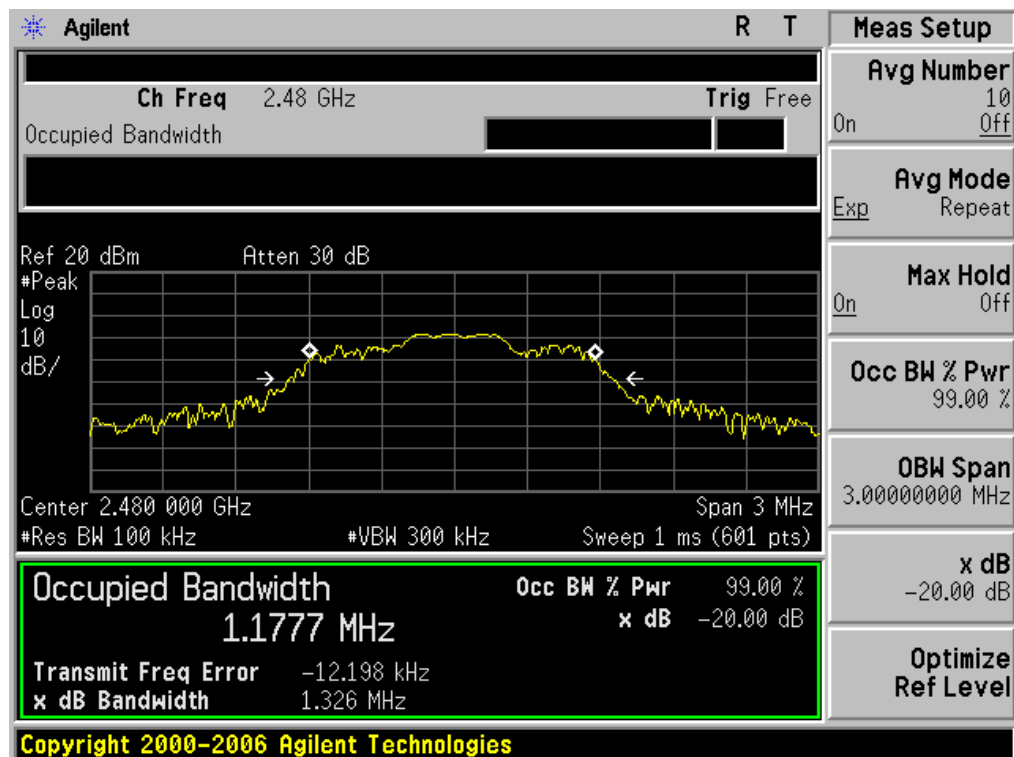 Agilent R T
Ch Freq 2.48 GHz Trig Free
Occupied Bandwidth
Ref 20 dBm Atten 30 dB
#Peak
Log
10
dB/
Center 2.480 000 GHz Span 3 MHz
#Res BW 100 kHz #VBW 300 kHz Sweep 1 ms (601 pts)
Occupied Bandwidth Occ BW % Pwr 99.00 %
1.1777 MHz x dB -20.00 dB
Transmit Freq Error -12.198 kHz
x dB Bandwidth 1.326 MHz
Copyright 2000-2006 Agilent Technologies
Meas Setup
Avg Number
10
On Off
Avg Mode
Exp Repeat
Max Hold
On Off
Occ BW % Pwr
99.00 %
OBW Span
3.00000000 MHz
x dB
-20.00 dB
Optimize
Ref Level